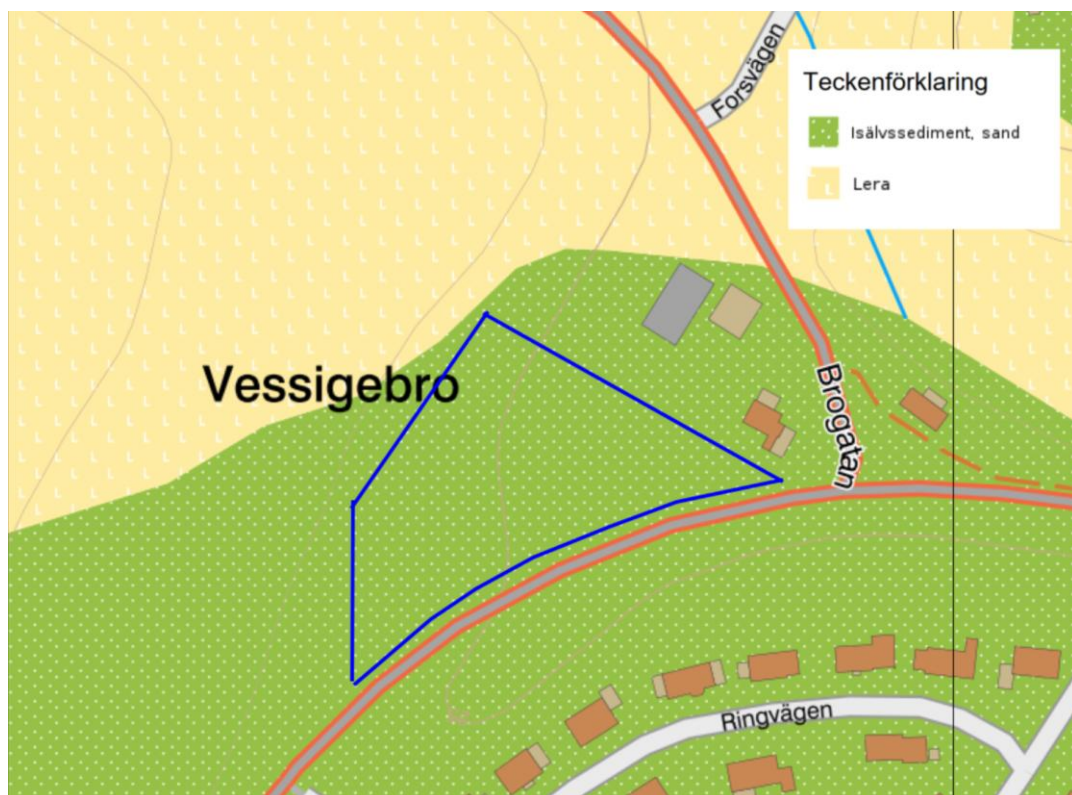 Forsvägen
Teckenförklaring
Isälvssediment, sand
Lera
Vessigebro
Brogatan
Ringvägen